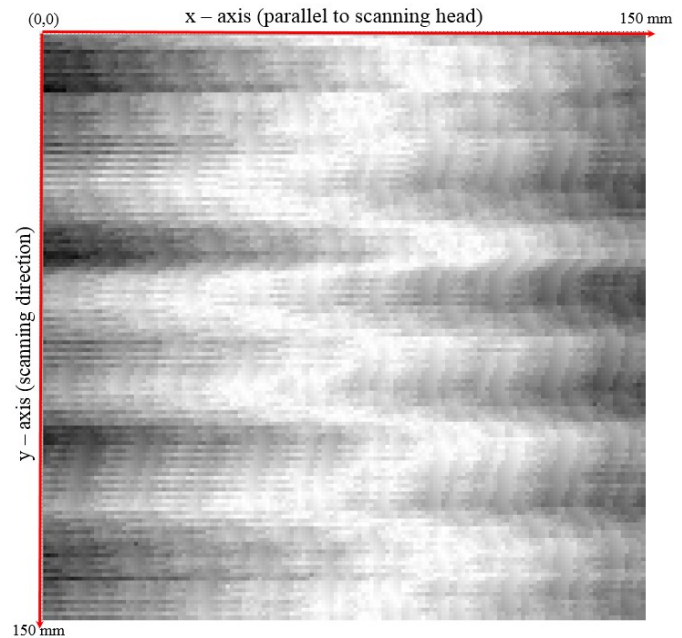 (0,0)
x – axis (parallel to scanning head)
150 mm
y – axis (scanning direction)
150 mm